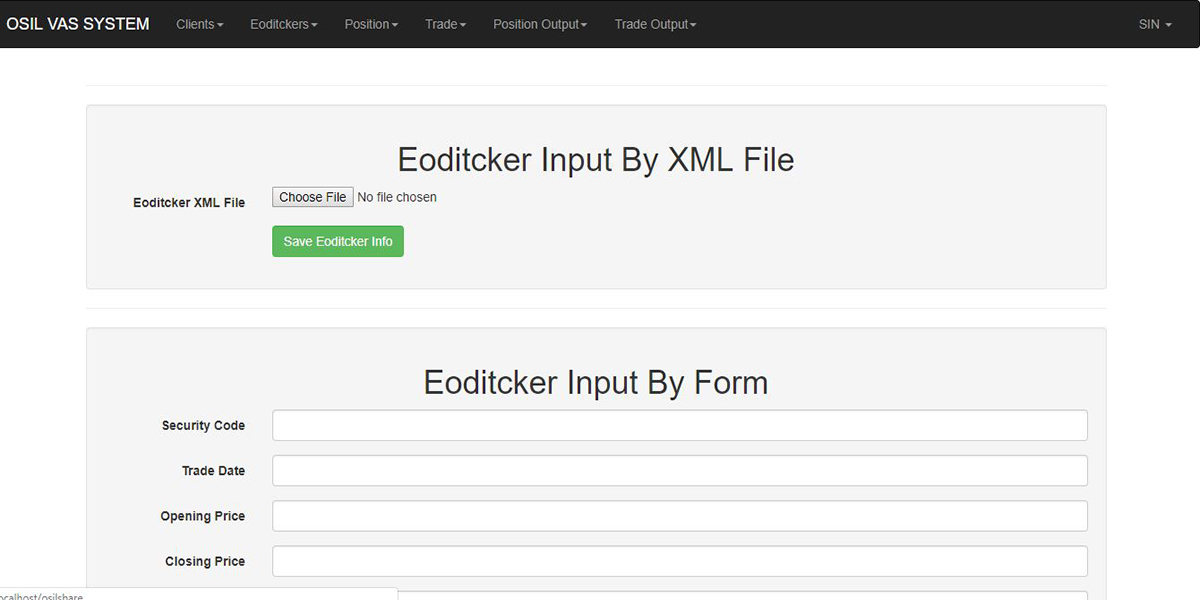 OSIL VAS SYSTEM Clients Eoditckers Position Trade Position Output Trade Output SIN
Eoditcker Input By XML File
Eoditcker XML File Choose File No file chosen
Save Eoditcker Info
Eoditcker Input By Form
Security Code
Trade Date
Opening Price
Closing Price
ocalhost/osilshare